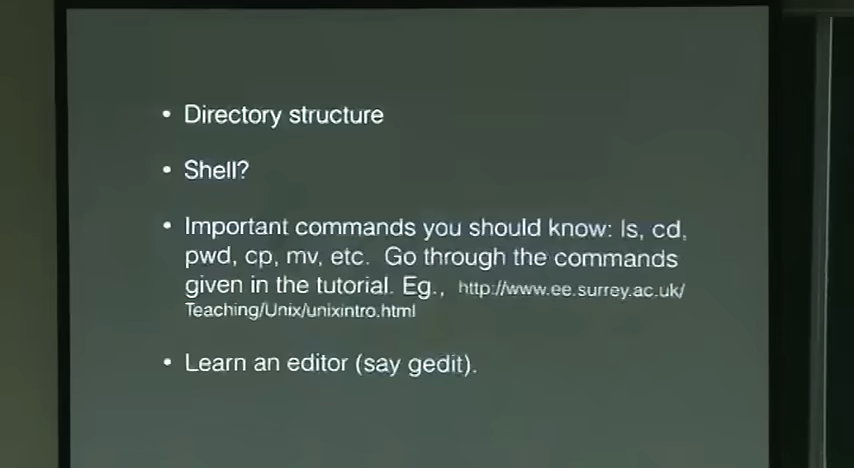 • Directory structure
• Shell?
• Important commands you should know: ls, cd,
pwd, cp, mv, etc. Go through the commands
given in the tutorial. Eg., http://www.ee.surrey.ac.uk/
Teaching/Unix/unixintro.html
• Learn an editor (say gedit).